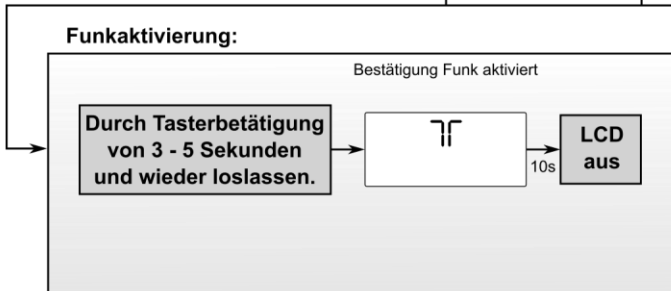 Funkaktivierung:
Bestätigung Funk aktiviert
Durch Tasterbetätigung
von 3 - 5 Sekunden
und wieder loslassen.
10s
LCD
aus